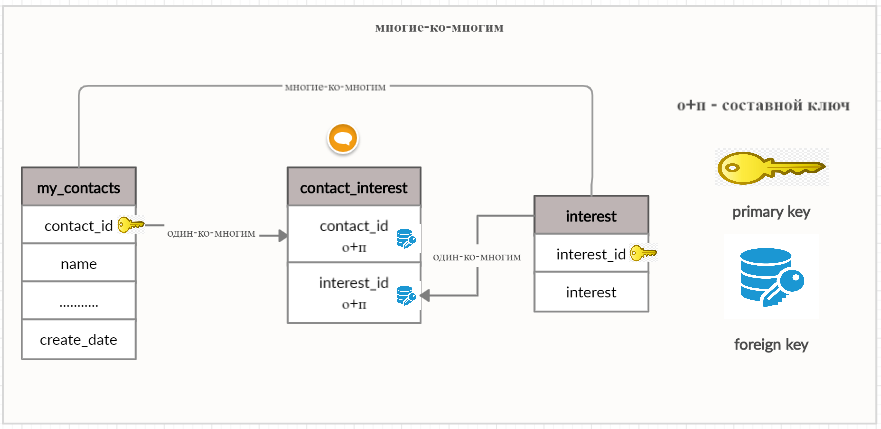 многие-ко-многим
многие-ко-многим
о+п - составной ключ
my_contacts
contact_id
name
...........
create_date
один-ко-многим
contact_interest
contact_id
о+п
interest_id
о+п
один-ко-многим
interest
interest_id
interest
primary key
foreign key